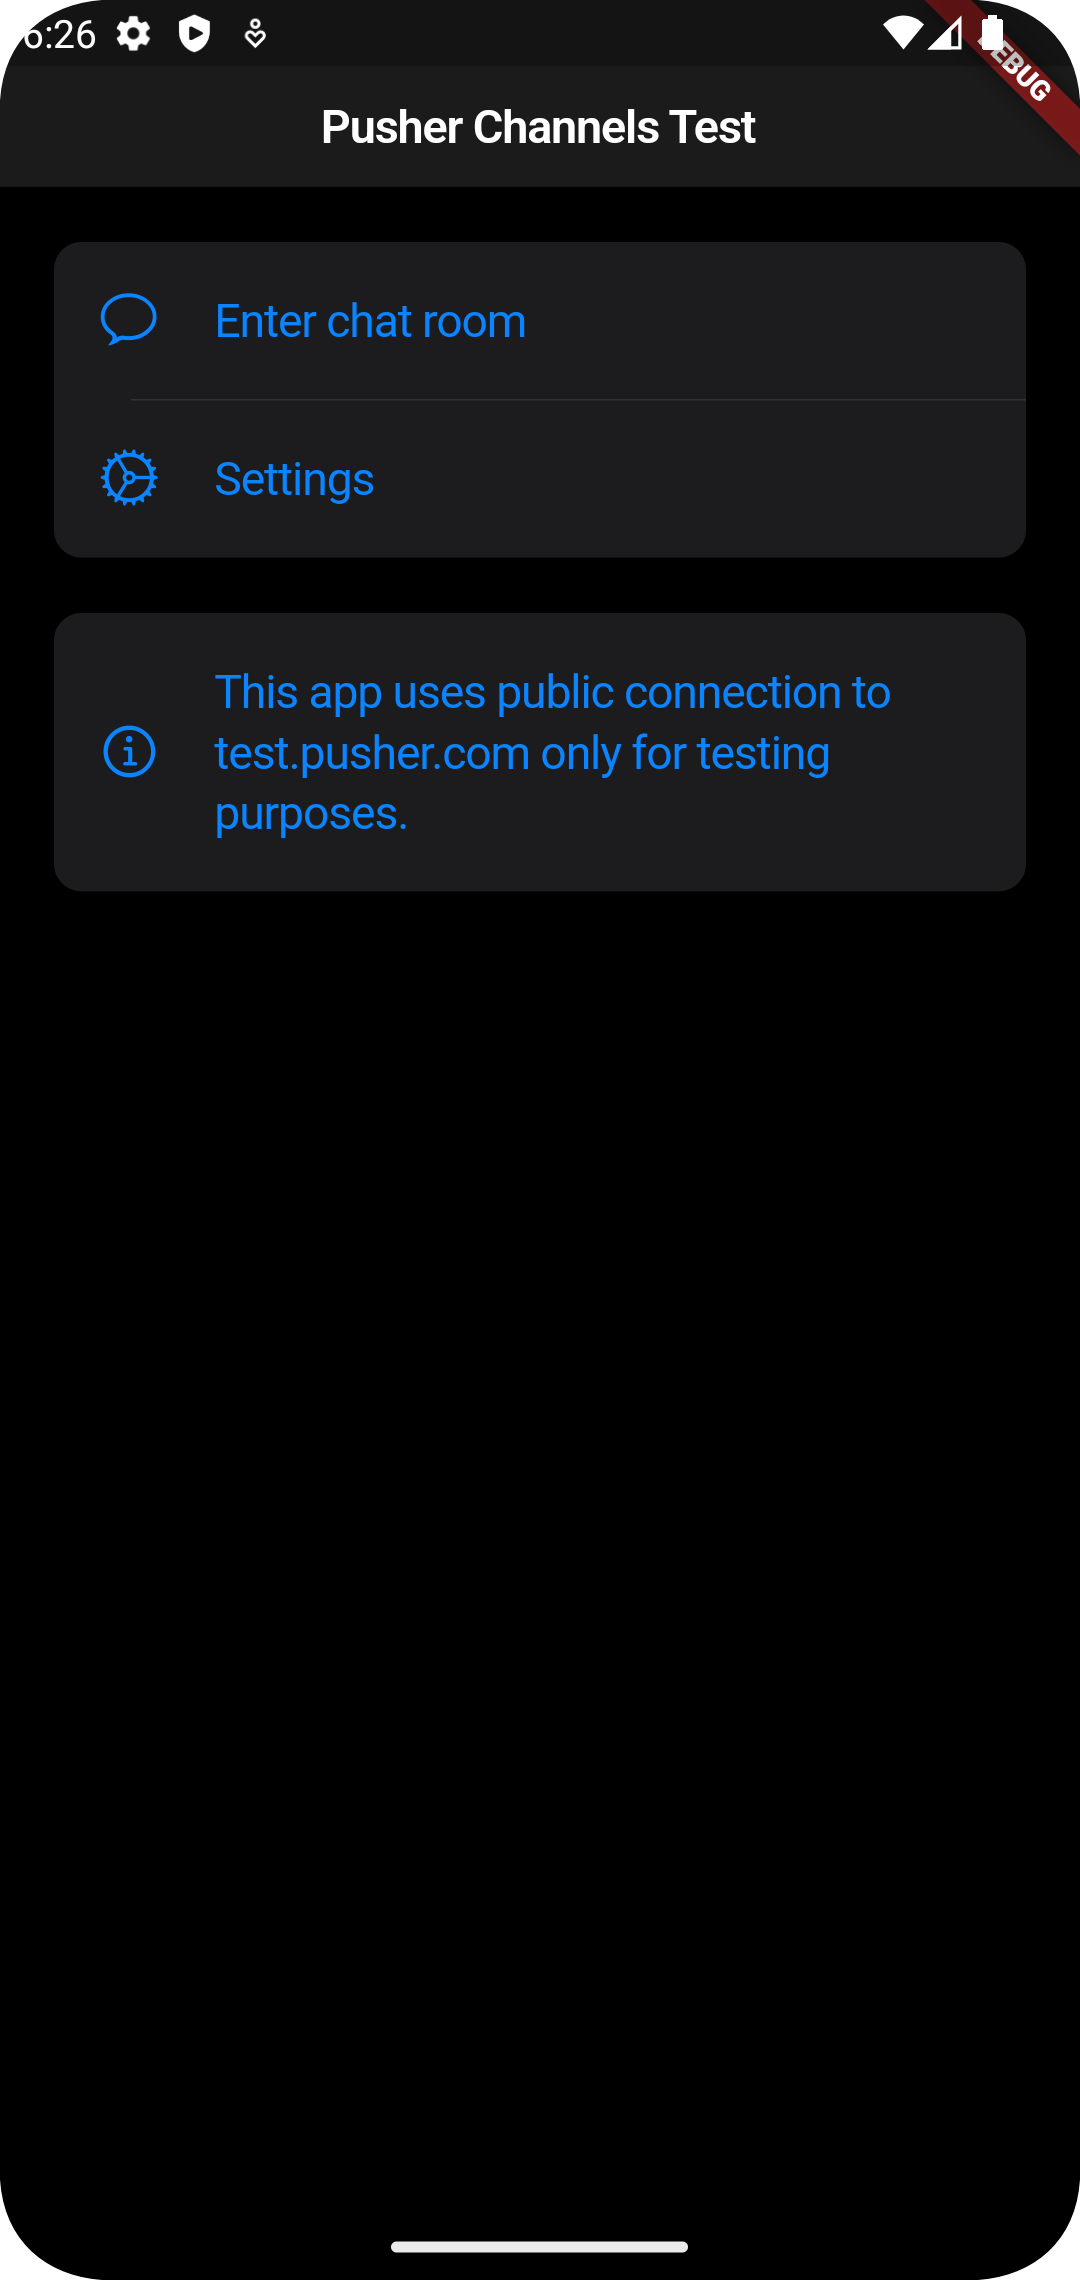 6:26
Pusher Channels Test
Enter chat room
Settings
This app uses public connection to
test.pusher.com only for testing
purposes.